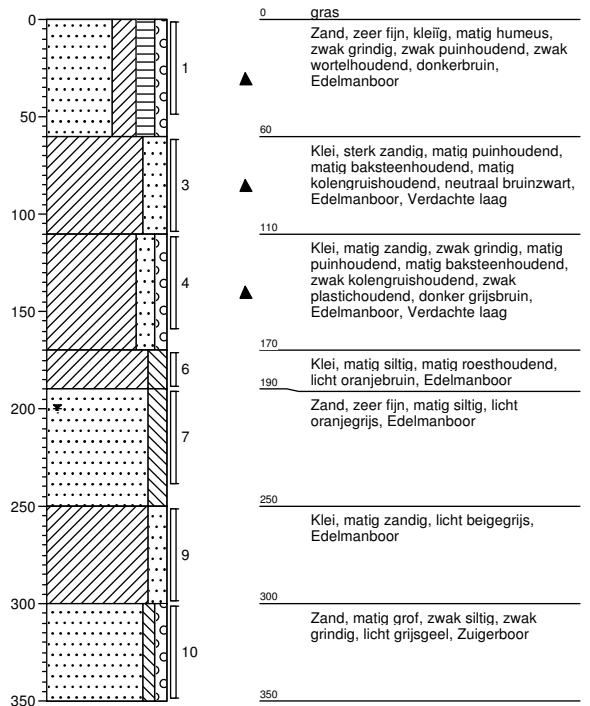 0
50
100
150
200
250
300
350
1
3
4
6
7
9
10
0 gras
Zand, zeer fijn, kleiïg, matig humeus,
zwak grindig, zwak puinhoudend, zwak
wortelhoudend, donkerbruin,
Edelmanboor
60
Klei, sterk zandig, matig puinhoudend,
matig baksteenhoudend, matig
kolengruishoudend, neutraal bruinzwart,
Edelmanboor, Verdachte laag
110
Klei, matig zandig, zwak grindig, matig
puinhoudend, matig baksteenhoudend,
zwak kolengruishoudend, zwak
plastichoudend, donker grijsbruin,
Edelmanboor, Verdachte laag
170
Klei, matig siltig, matig roesthoudend,
licht oranjebruin, Edelmanboor
190
Zand, zeer fijn, matig siltig, licht
oranjegrijs, Edelmanboor
250
Klei, matig zandig, licht beigegrijs,
Edelmanboor
300
Zand, matig grof, zwak siltig, zwak
grindig, licht grijsgeel, Zuigerboor
350